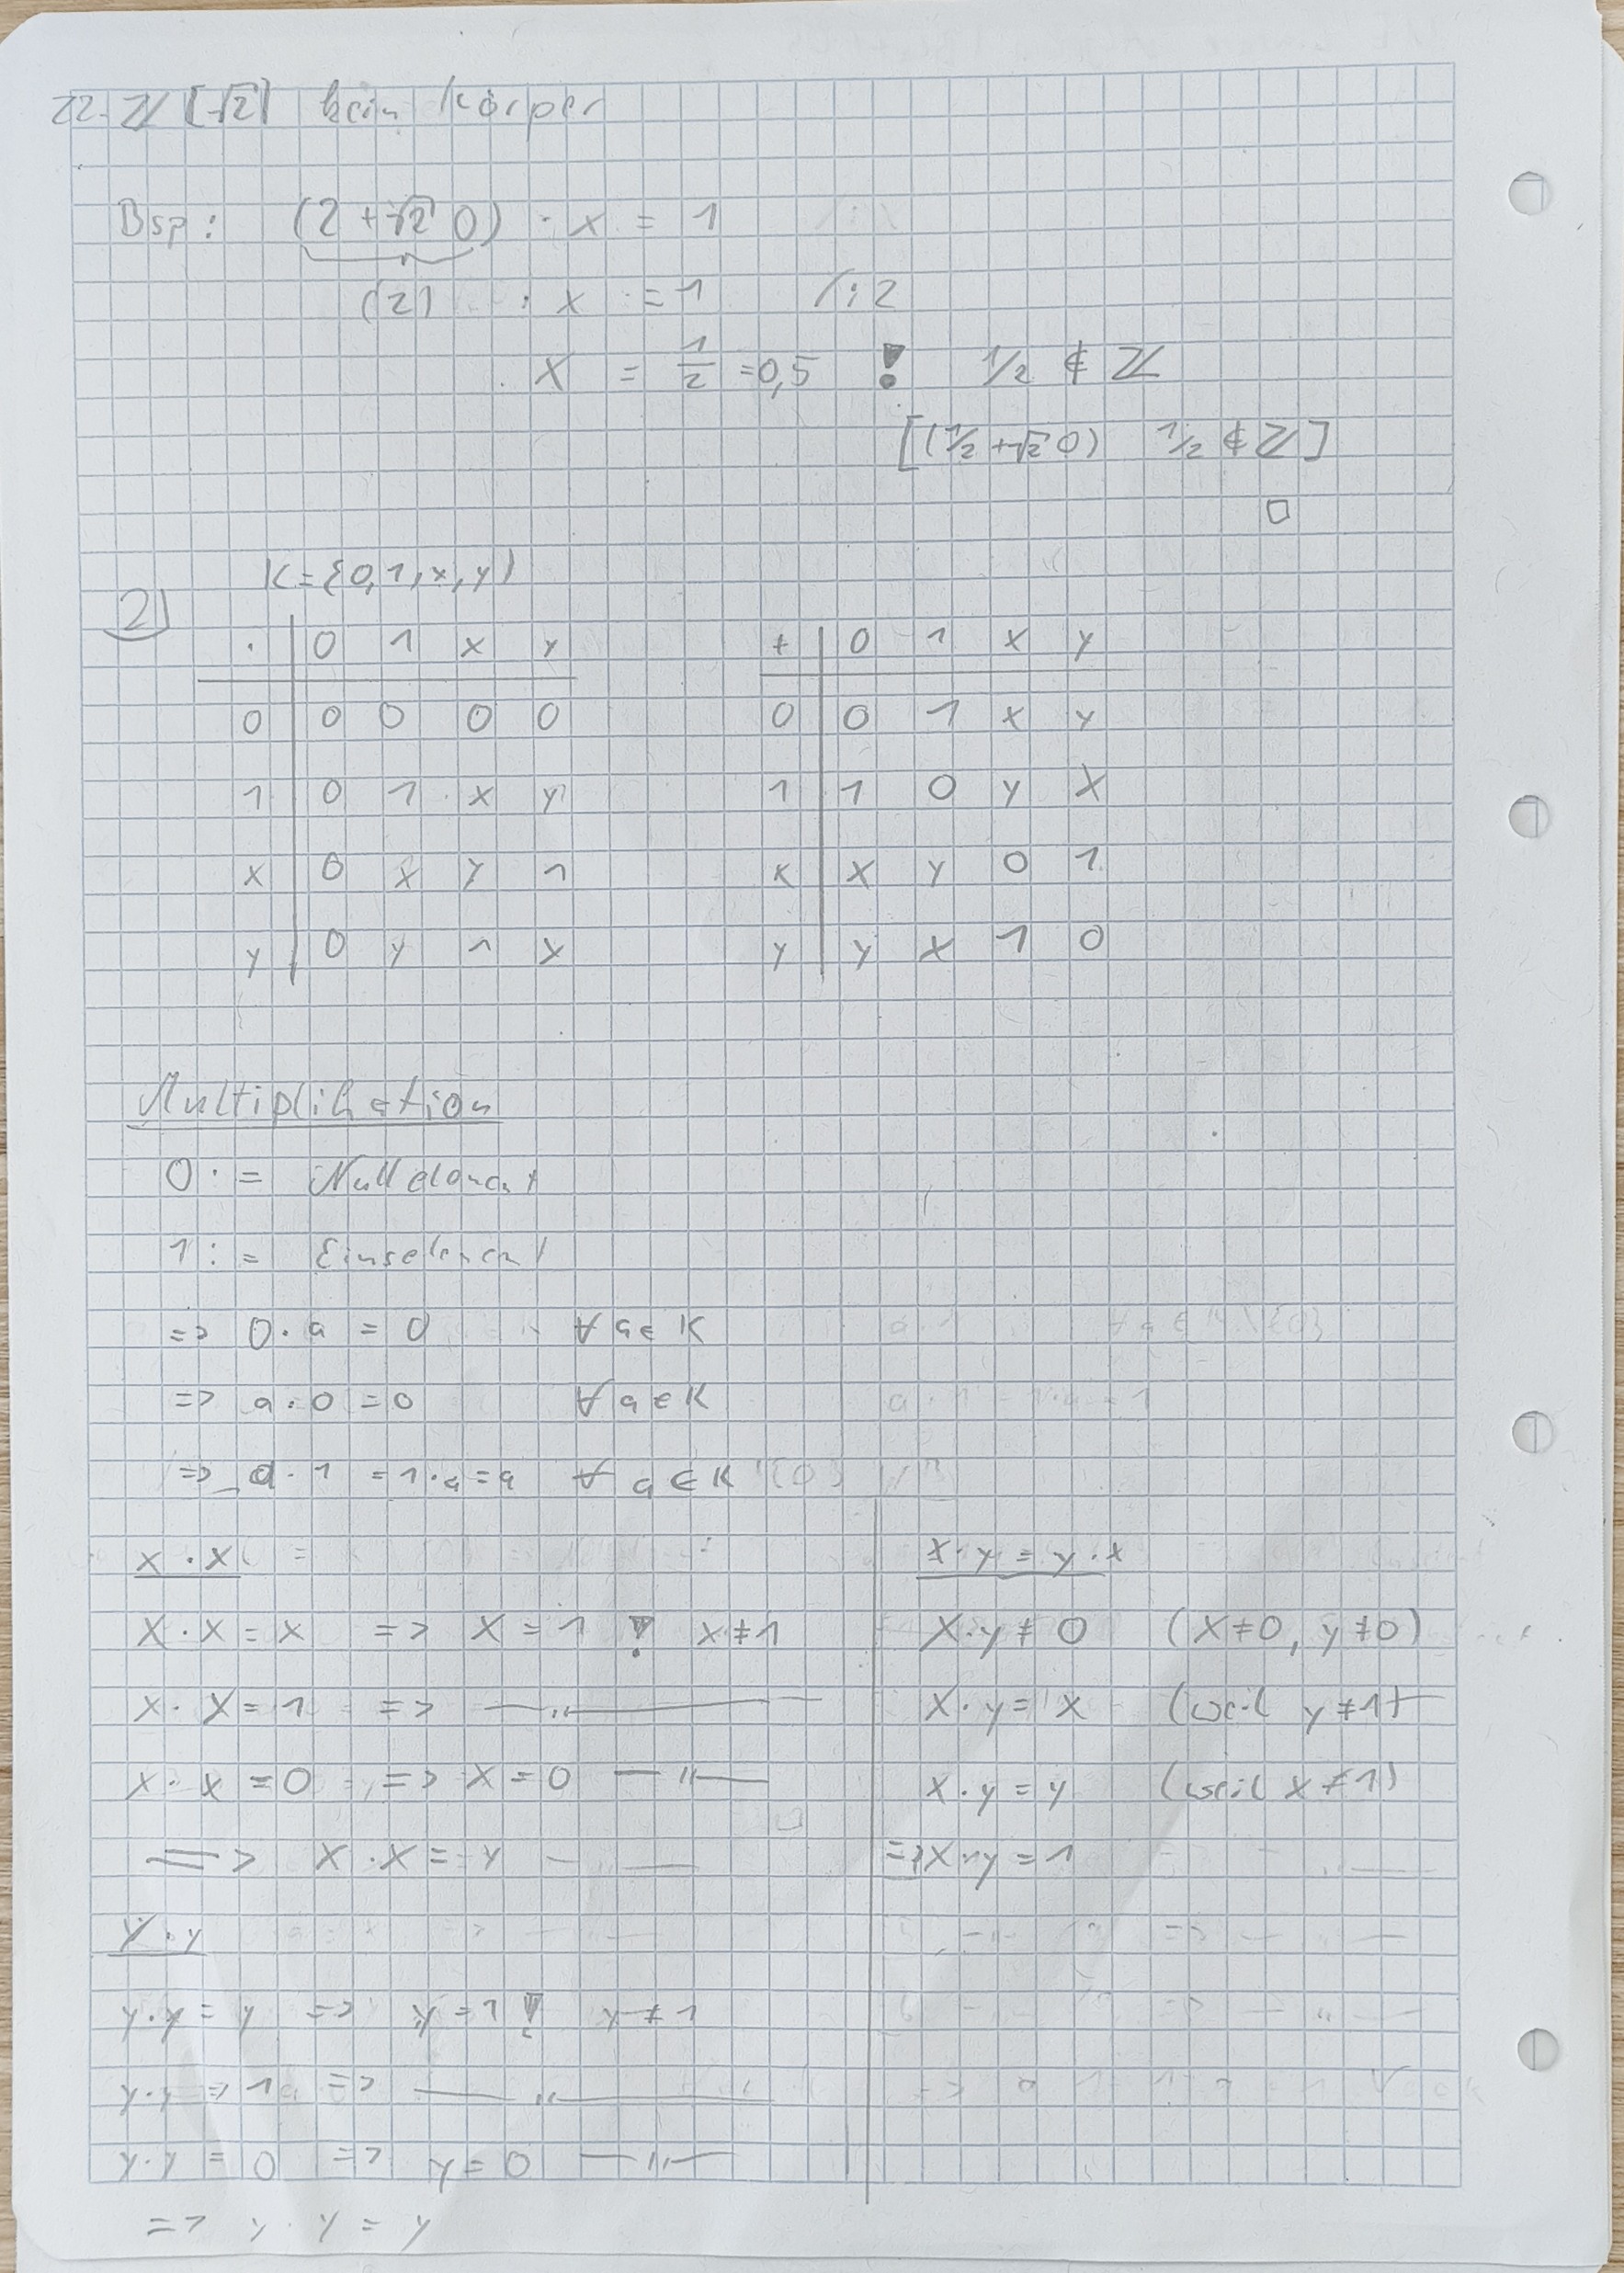 ZZ. ℤ[√2] kein Körper
Bsp: (2 + √2 0) · x = 1
(2) · x = 1 /:2
x = 1/2 = 0,5 ! 1/2 ∉ ℤ
[(1/2 + √2 0) 1/2 ∉ ℤ]
□
2) K = {0, 1, x, y}
· | 0 1 x y
0 | 0 0 0 0
1 | 0 1 x y
x | 0 x y 1
y | 0 y 1 x
+ | 0 1 x y
0 | 0 1 x y
1 | 1 0 y x
x | x y 0 1
y | y x 1 0
Multiplikation
0 := Nullelement
1 := Einselement
=> 0 · a = 0 ∀ a ∈ K
=> a · 0 = 0 ∀ a ∈ K
=> a · 1 = 1 · a = a ∀ a ∈ K
x · x
x · x = x => x = 1 ! x ≠ 1
x · x = 1 => —〃—
x · x = 0 => x = 0 —〃—
=> x · x = y
y · y
y · y = y => y = 1 ! y ≠ 1
y · y = 1 => —〃—
y · y = 0 => y = 0 —〃—
=> y · y = y
x · y = y · x
x · y ≠ 0 (x ≠ 0, y ≠ 0)
x · y = x (weil y ≠ 1)
x · y = y (weil x ≠ 1)
=> x · y = 1